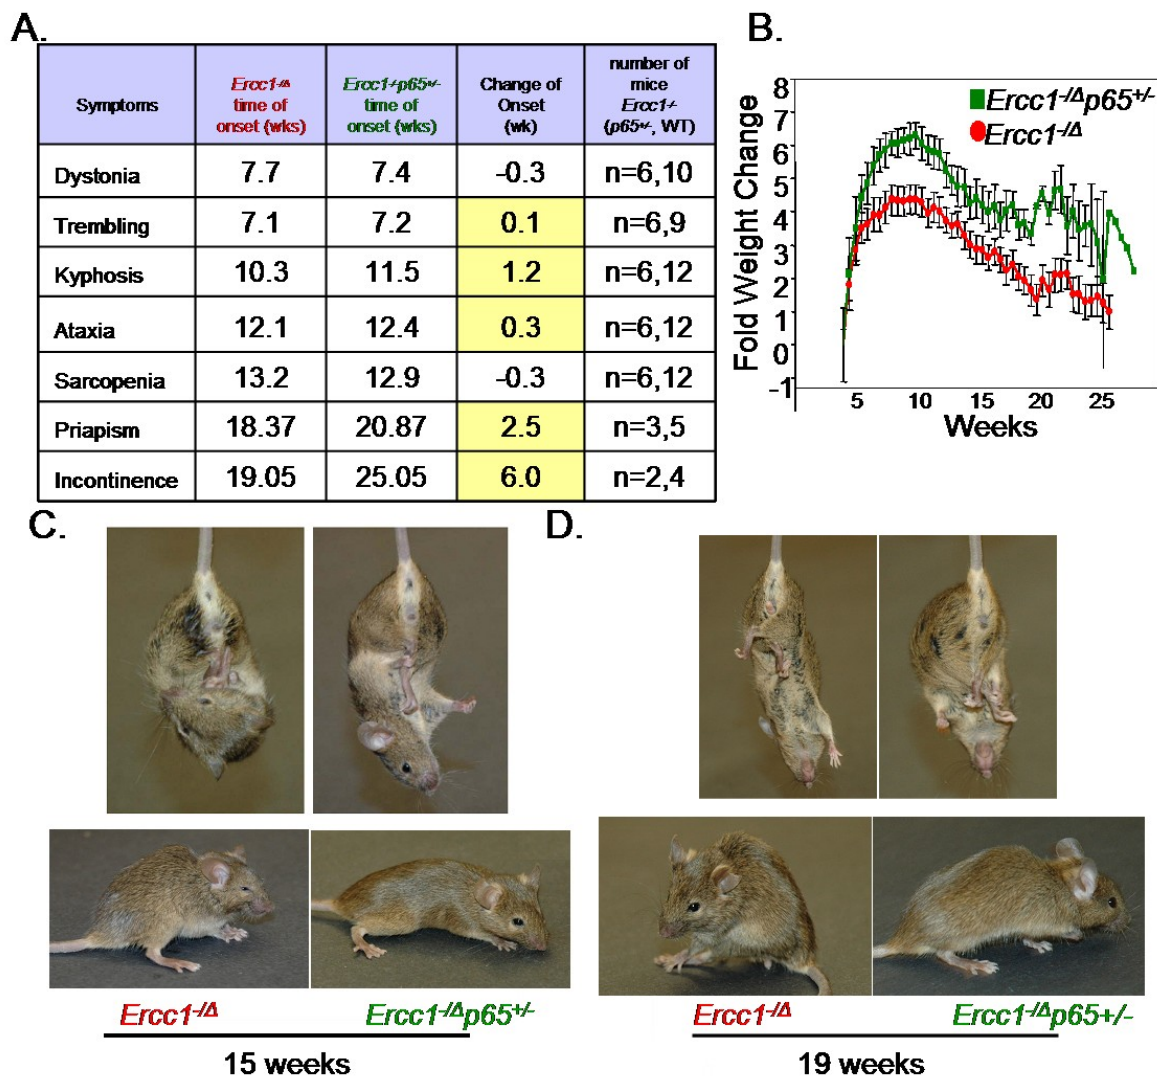 A.
Symptoms
Ercc1-/Δ
time of
onset (wks)
Ercc1-/-p65+/-
time of
onset (wks)
Change of
Onset
(wk)
number of
mice
Ercc1-/-
(p65+/-, WT)
Dystonia 7.7 7.4 -0.3 n=6,10
Trembling 7.1 7.2 0.1 n=6,9
Kyphosis 10.3 11.5 1.2 n=6,12
Ataxia 12.1 12.4 0.3 n=6,12
Sarcopenia 13.2 12.9 -0.3 n=6,12
Priapism 18.37 20.87 2.5 n=3,5
Incontinence 19.05 25.05 6.0 n=2,4
B.
Fold Weight Change
8
7
6
5
4
3
2
1
0
-1
Ercc1-/Δp65+/-
Ercc1-/Δ
5 10 15 20 25
Weeks
C.
Ercc1-/Δ Ercc1-/Δp65+/-
15 weeks
D.
Ercc1-/Δ Ercc1-/Δp65+/-
19 weeks